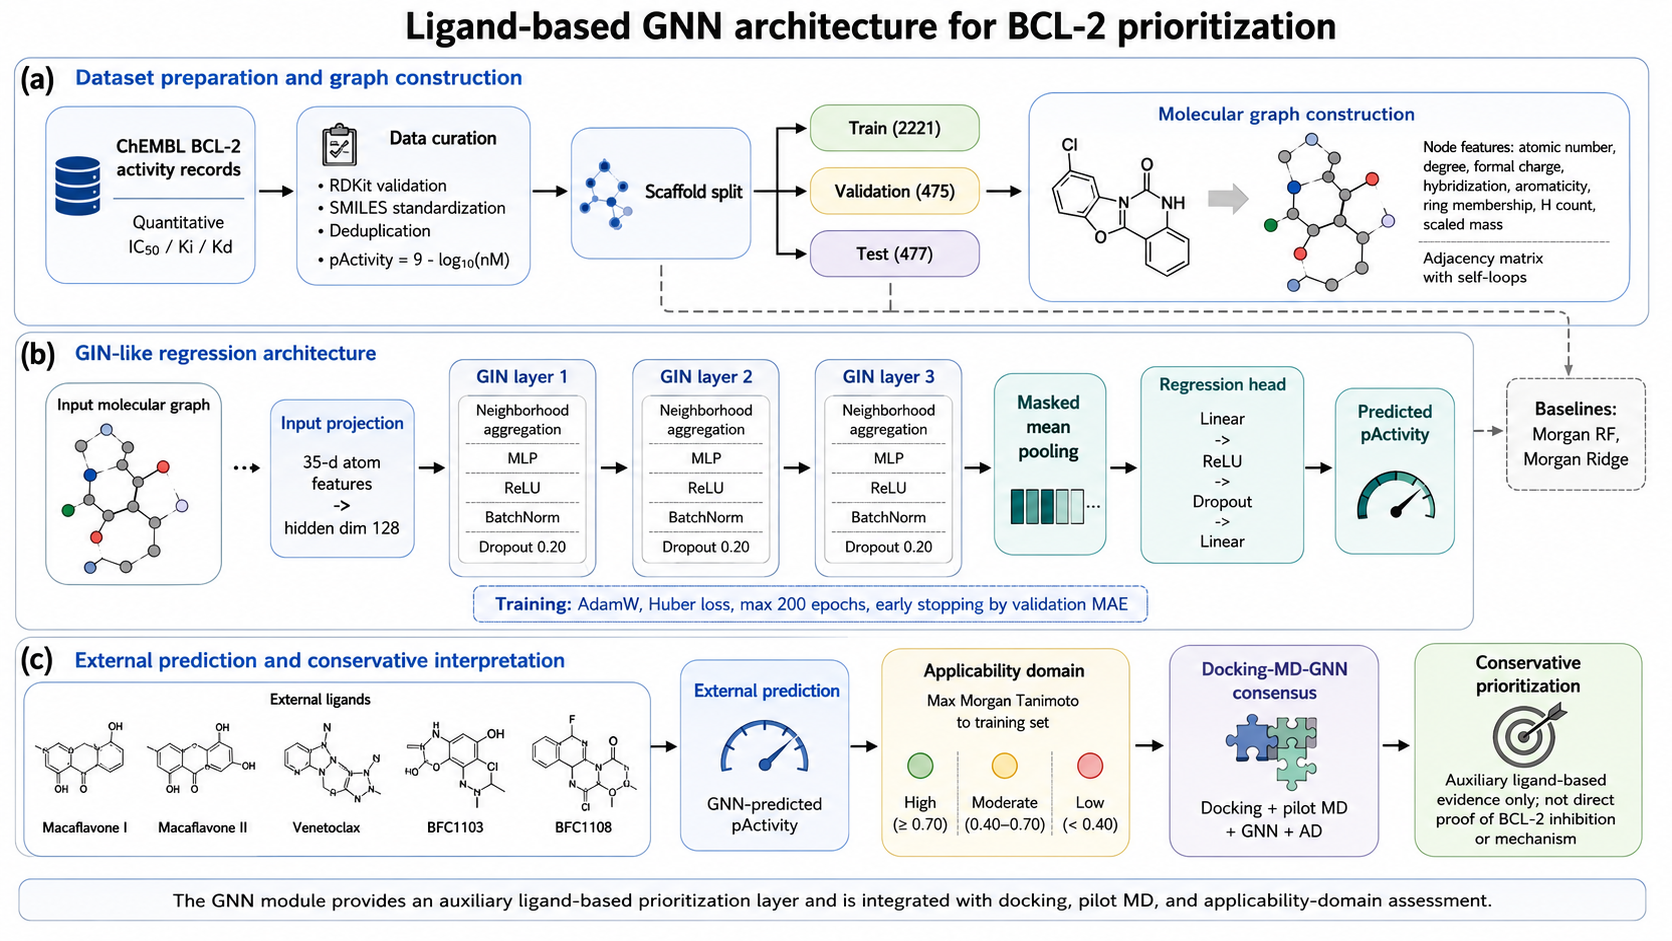 Ligand-based GNN architecture for BCL-2 prioritization
(a) Dataset preparation and graph construction
ChEMBL BCL-2
activity records
Quantitative
IC₅₀ / Ki / Kd
Data curation
• RDKit validation
• SMILES standardization
• Deduplication
• pActivity = 9 - log₁₀(nM)
Scaffold split
Train (2221)
Validation (475)
Test (477)
Molecular graph construction
Cl
O
N
NH
O
Node features: atomic number,
degree, formal charge,
hybridization, aromaticity,
ring membership, H count,
scaled mass
Adjacency matrix
with self-loops
(b) GIN-like regression architecture
Input molecular graph
Input projection
35-d atom
features
->
hidden dim 128
GIN layer 1
Neighborhood
aggregation
MLP
ReLU
BatchNorm
Dropout 0.20
GIN layer 2
Neighborhood
aggregation
MLP
ReLU
BatchNorm
Dropout 0.20
GIN layer 3
Neighborhood
aggregation
MLP
ReLU
BatchNorm
Dropout 0.20
Masked
mean
pooling
...
Regression head
Linear
->
ReLU
->
Dropout
->
Linear
Predicted
pActivity
Baselines:
Morgan RF,
Morgan Ridge
Training: AdamW, Huber loss, max 200 epochs, early stopping by validation MAE
(c) External prediction and conservative interpretation
External ligands
OH
OH
O
Macaflavone I
OH
OH
OH
O
Macaflavone II
N
N
N
N
N
N
Venetoclax
H
N
OH
HO
O
Cl
N
BFC1103
F
O
N
N
Cl
O
BFC1108
External prediction
GNN-predicted
pActivity
Applicability domain
Max Morgan Tanimoto
to training set
High
(≥ 0.70)
Moderate
(0.40–0.70)
Low
(< 0.40)
Docking-MD-GNN
consensus
Docking + pilot MD
+ GNN + AD
Conservative
prioritization
Auxiliary ligand-based
evidence only; not direct
proof of BCL-2 inhibition
or mechanism
The GNN module provides an auxiliary ligand-based prioritization layer and is integrated with docking, pilot MD, and applicability-domain assessment.